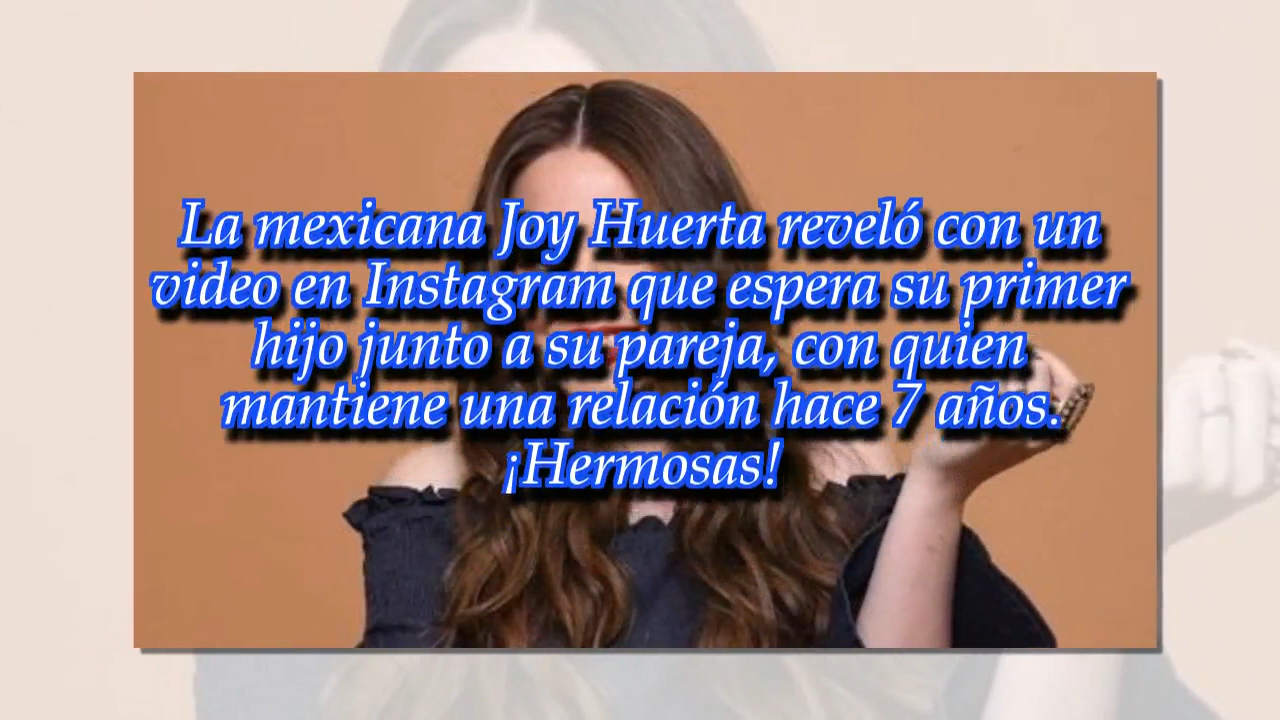 La mexicana Joy Huerta reveló con un
video en Instagram que espera su primer
hijo junto a su pareja, con quien
mantiene una relación hace 7 años.
¡Hermosas!